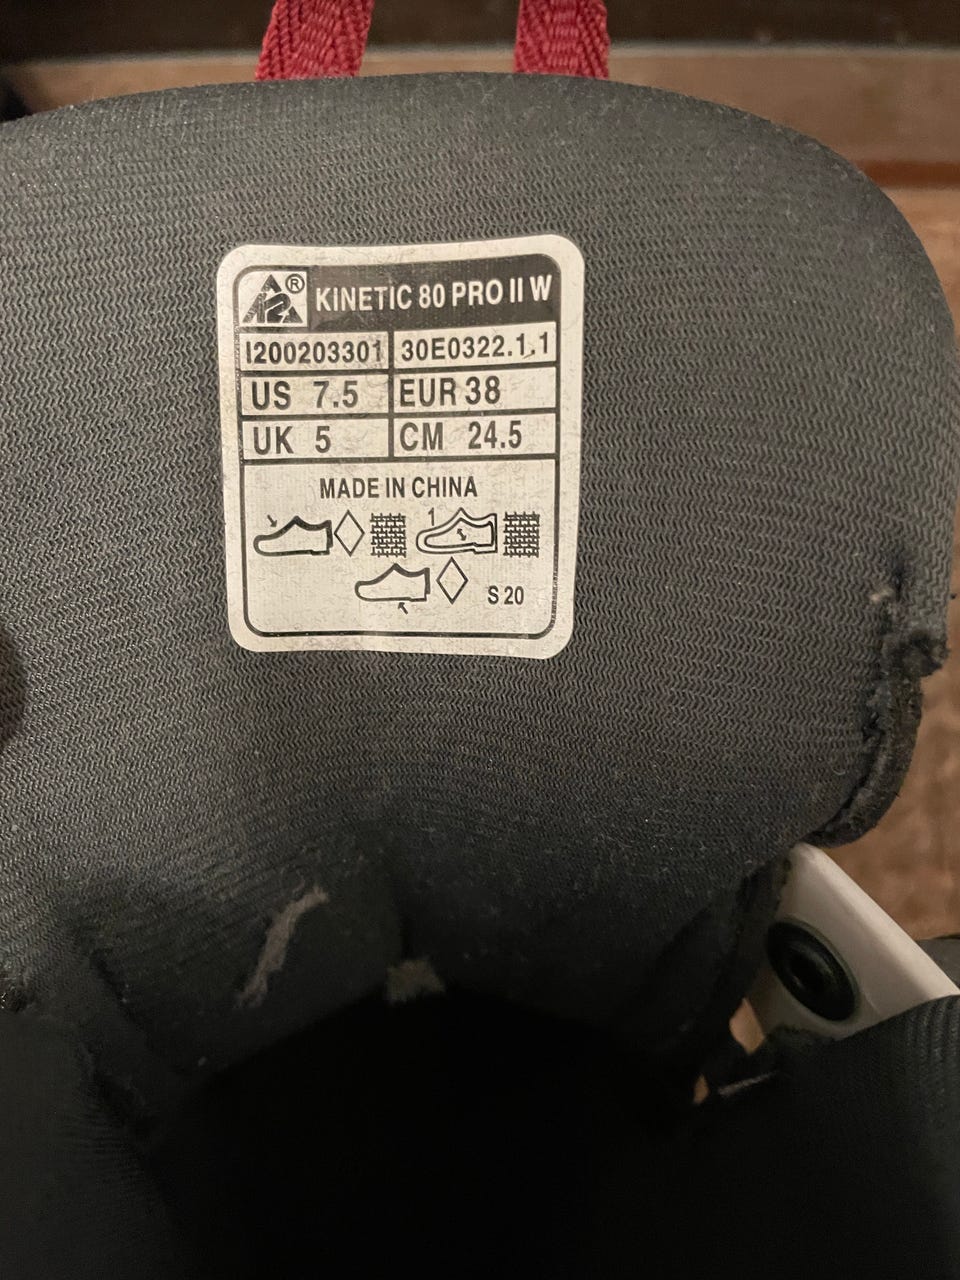 K2® KINETIC 80 PRO II W
I200203301 30E0322.1.1
US 7.5 EUR 38
UK 5 CM 24.5
MADE IN CHINA
1
S 20